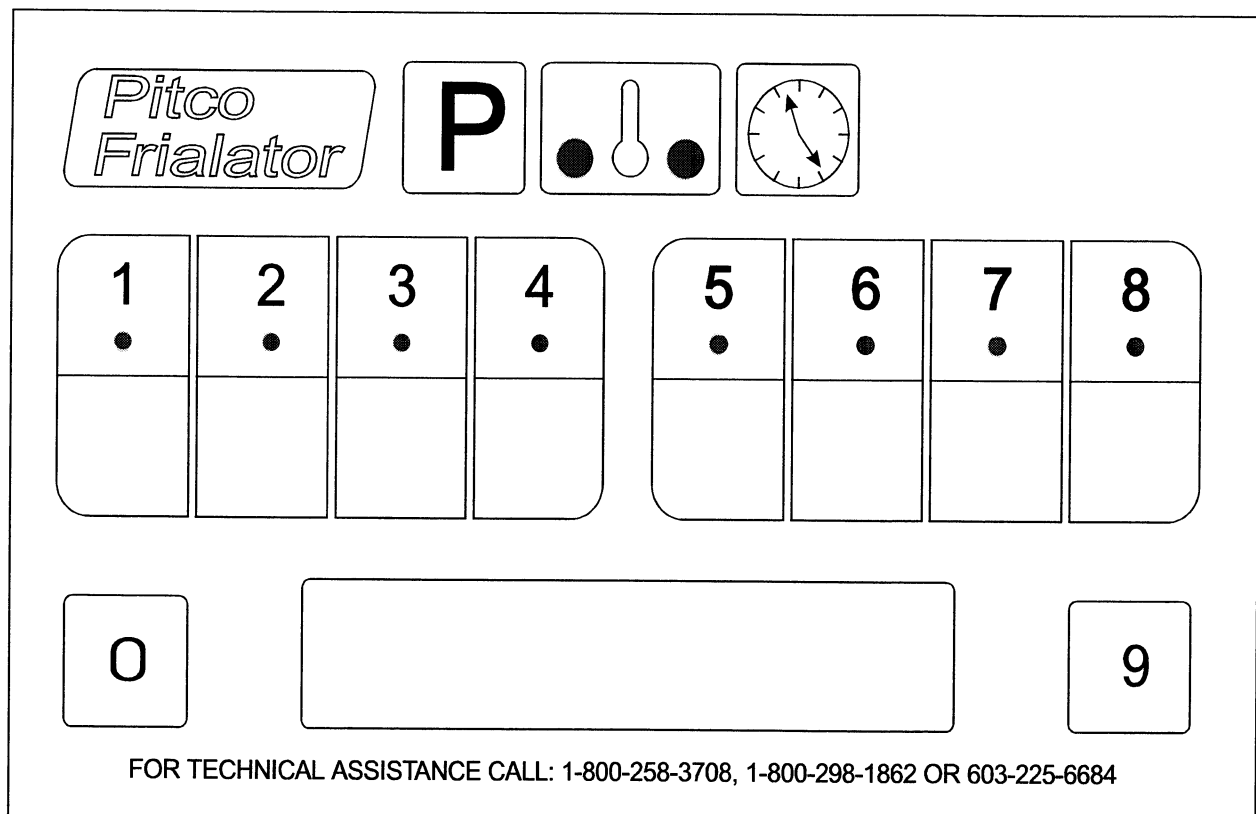 Pitco
Frialator
P
1 2 3 4 5 6 7 8
0 9
FOR TECHNICAL ASSISTANCE CALL: 1-800-258-3708, 1-800-298-1862 OR 603-225-6684